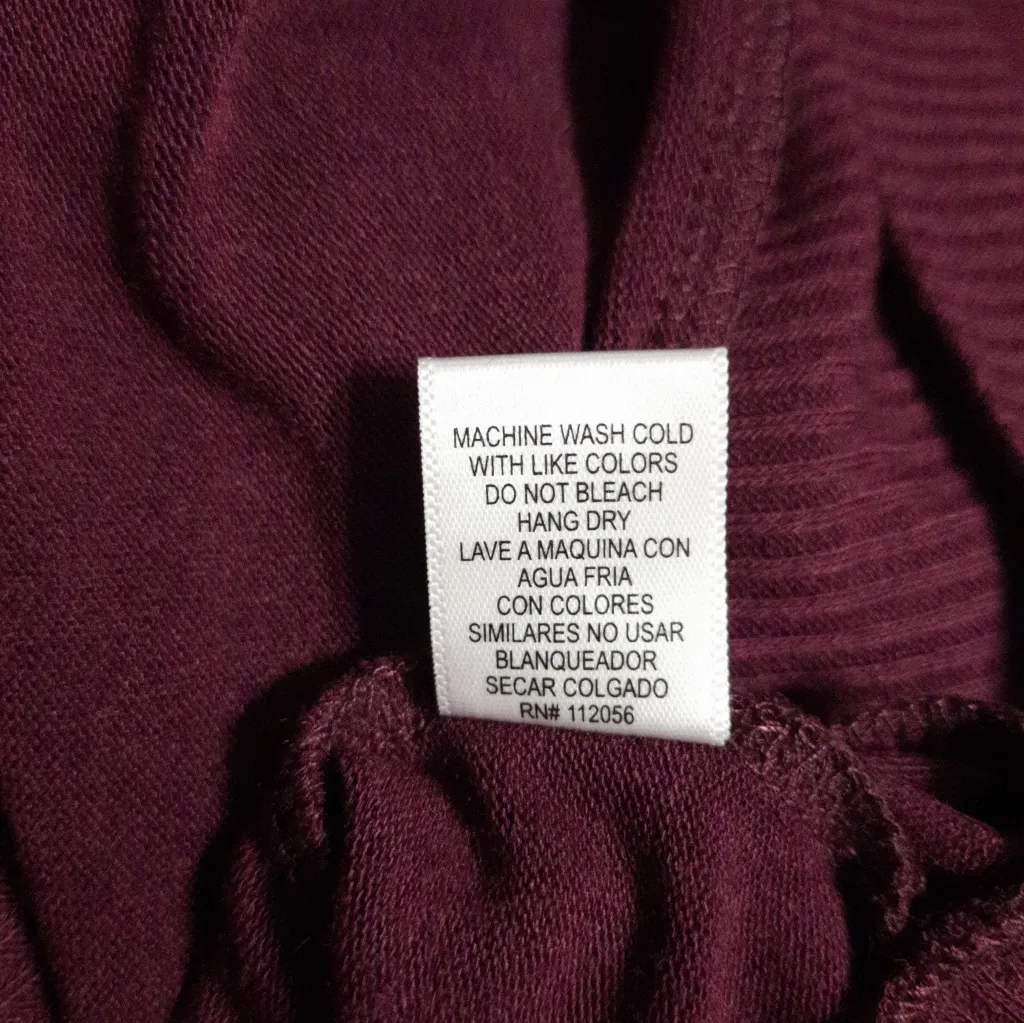 MACHINE WASH COLD
WITH LIKE COLORS
DO NOT BLEACH
HANG DRY
LAVE A MAQUINA CON
AGUA FRIA
CON COLORES
SIMILARES NO USAR
BLANQUEADOR
SECAR COLGADO
RN# 112056